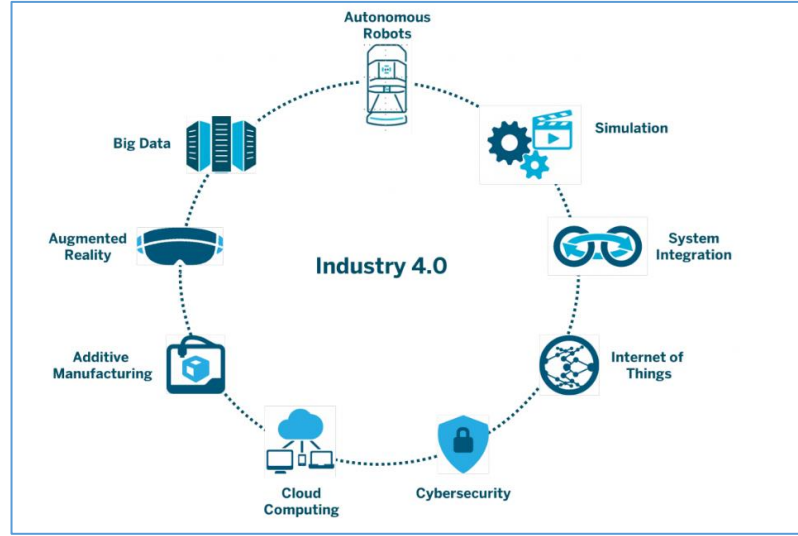 Autonomous
Robots
Simulation
Big Data
Augmented
Reality
System
Integration
Industry 4.0
Additive
Manufacturing
Internet of
Things
Cloud
Computing
Cybersecurity